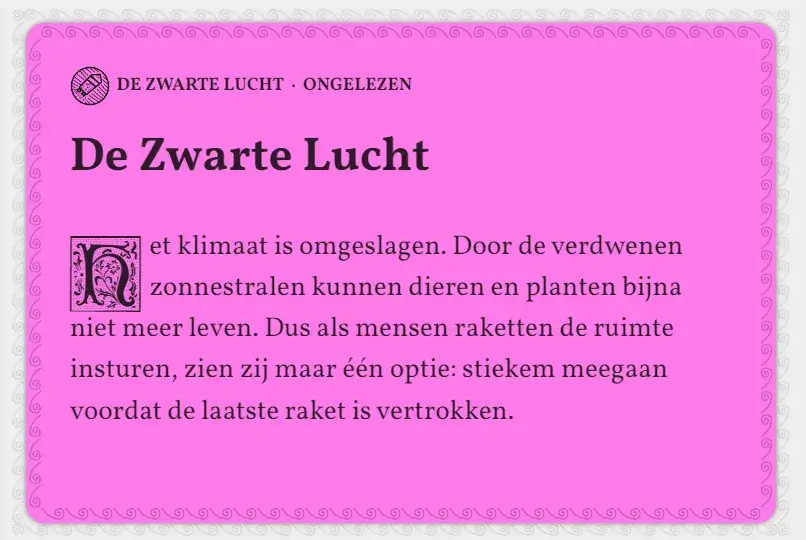 DE ZWARTE LUCHT · ONGELEZEN
De Zwarte Lucht
Het klimaat is omgeslagen. Door de verdwenen
zonnestralen kunnen dieren en planten bijna
niet meer leven. Dus als mensen raketten de ruimte
insturen, zien zij maar één optie: stiekem meegaan
voordat de laatste raket is vertrokken.